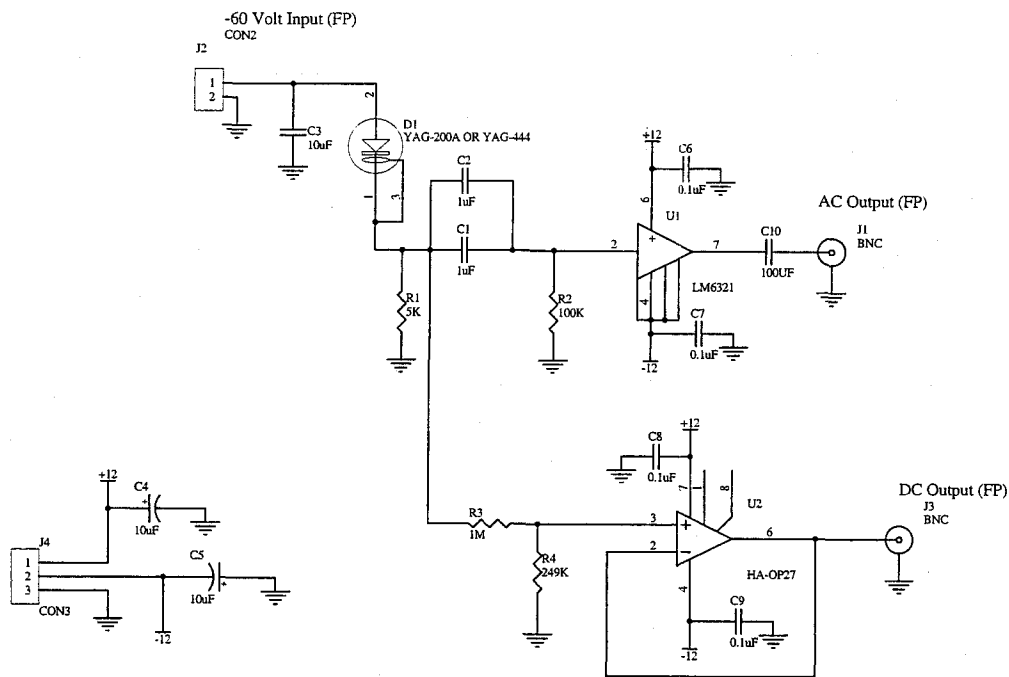 -60 Volt Input (FP)
CON2
J2
1
2
2
C3
10uF
D1
YAG-200A OR YAG-444
1
3
C2
1uF
C1
1uF
R1
5K
R2
100K
+12
C6
0.1uF
6
U1
2
+
7
4
LM6321
C7
0.1uF
-12
C10
100UF
AC Output (FP)
J1
BNC
+12
C4
+
10uF
J4
1
2
3
CON3
C5
+
10uF
-12
R3
1M
R4
249K
+12
C8
0.1uF
7
1
8
U2
3
+
2
-
6
4
HA-OP27
C9
0.1uF
-12
DC Output (FP)
J3
BNC